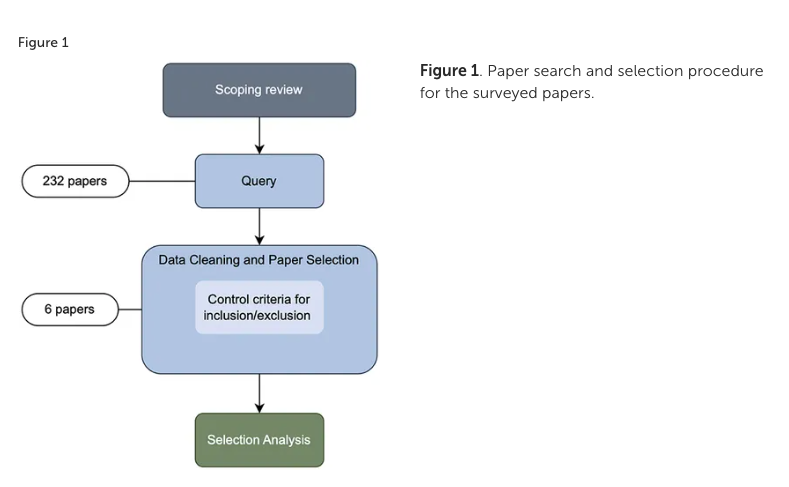 Figure 1
Figure 1. Paper search and selection procedure
for the surveyed papers.
Scoping review
232 papers
Query
Data Cleaning and Paper Selection
Control criteria for
inclusion/exclusion
6 papers
Selection Analysis